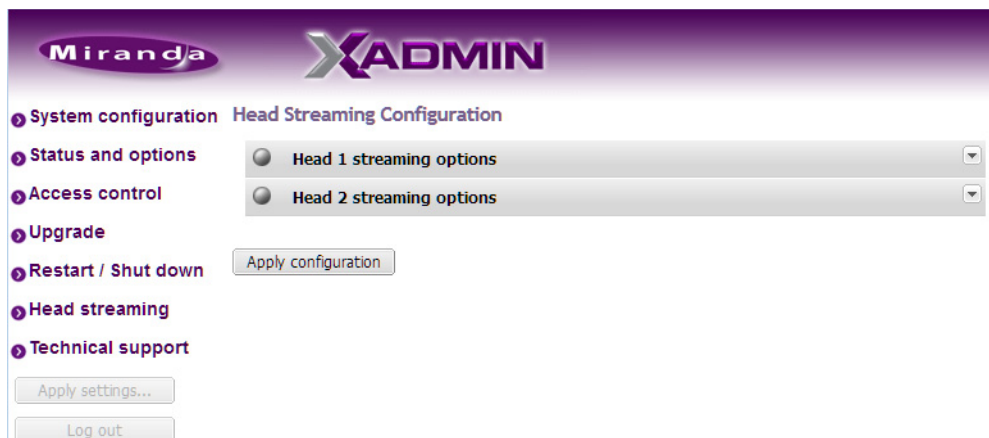 Miranda
XADMIN
System configuration
Status and options
Access control
Upgrade
Restart / Shut down
Head streaming
Technical support
Apply settings...
Log out
Head Streaming Configuration
Head 1 streaming options
Head 2 streaming options
Apply configuration